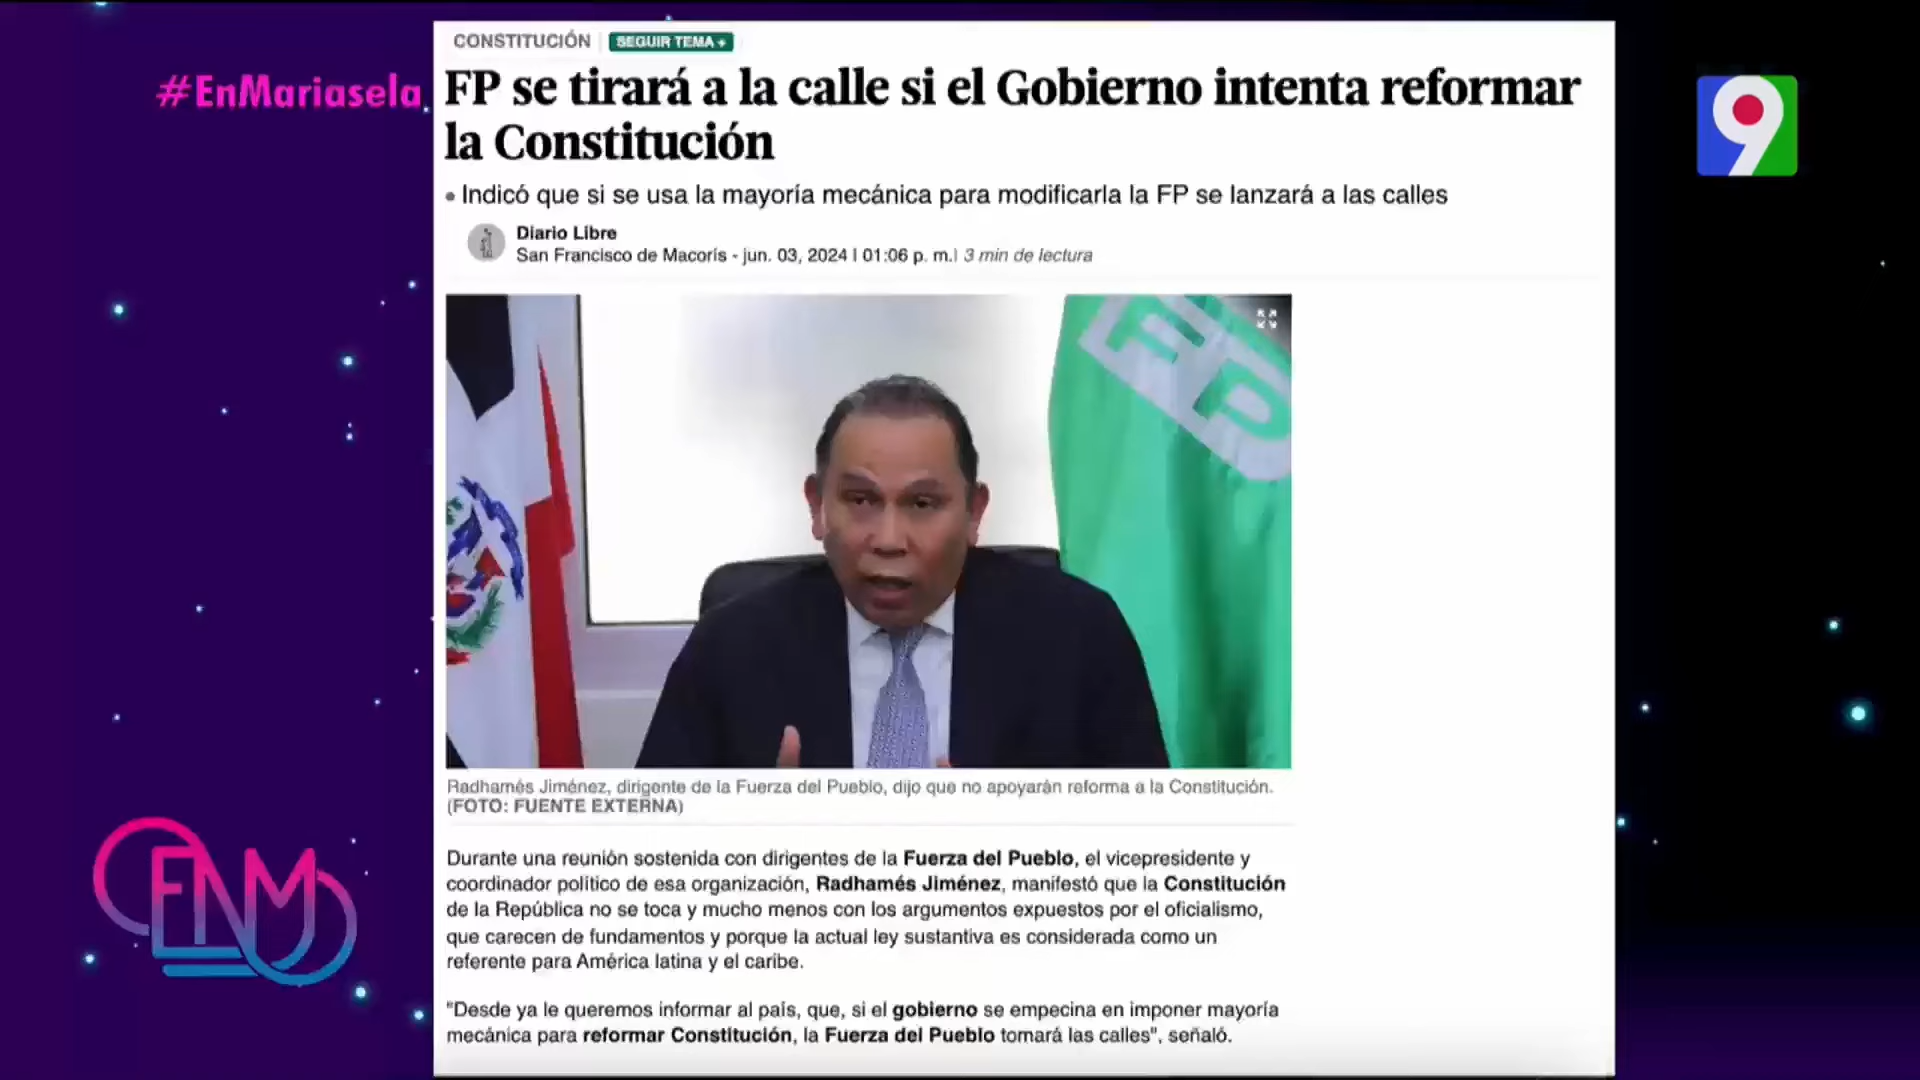 CONSTITUCIÓN
SEGUIR TEMA +
#EnMariasela
FP se tirará a la calle si el Gobierno intenta reformar
la Constitución
9
• Indicó que si se usa la mayoría mecánica para modificarla la FP se lanzará a las calles
Diario Libre
San Francisco de Macorís - jun. 03, 2024 | 01:06 p. m.| 3 min de lectura
FP
Radhamés Jiménez, dirigente de la Fuerza del Pueblo, dijo que no apoyarán reforma a la Constitución.
(FOTO: FUENTE EXTERNA)
Durante una reunión sostenida con dirigentes de la Fuerza del Pueblo, el vicepresidente y
coordinador político de esa organización, Radhamés Jiménez, manifestó que la Constitución
de la República no se toca y mucho menos con los argumentos expuestos por el oficialismo,
que carecen de fundamentos y porque la actual ley sustantiva es considerada como un
referente para América latina y el caribe.
"Desde ya le queremos informar al país, que, si el gobierno se empecina en imponer mayoría
mecánica para reformar Constitución, la Fuerza del Pueblo tomará las calles", señaló.
ENM